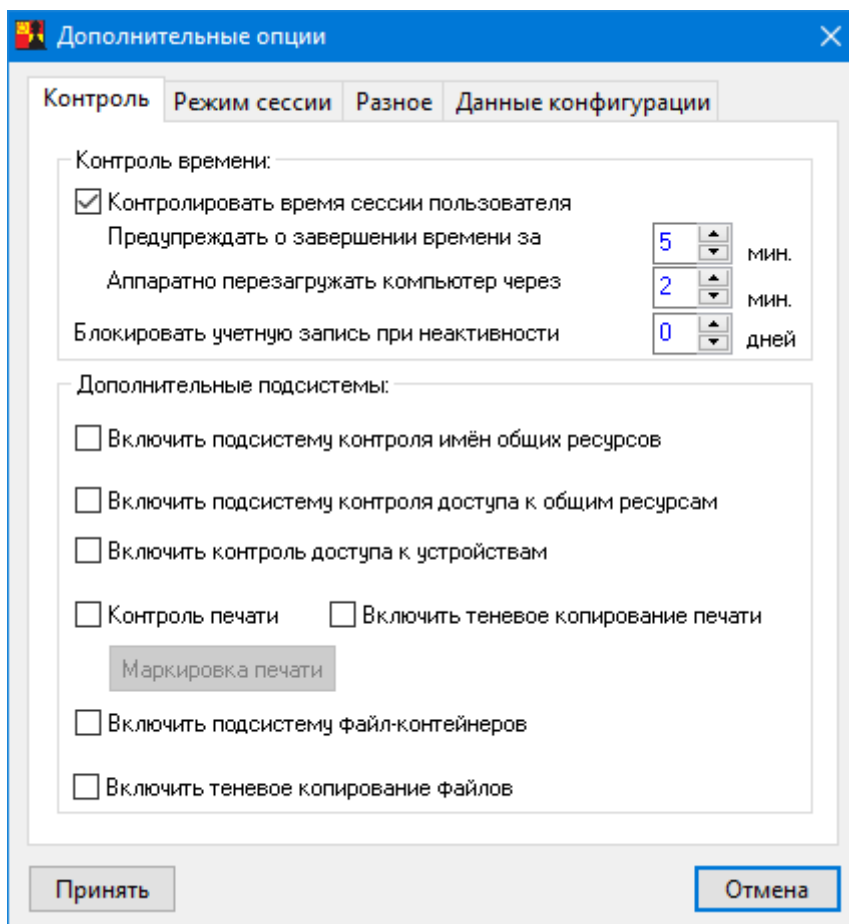 Дополнительные опции
Контроль Режим сессии Разное Данные конфигурации
Контроль времени:
Контролировать время сессии пользователя
Предупреждать о завершении времени за 5 мин.
Аппаратно перезагружать компьютер через 2 мин.
Блокировать учетную запись при неактивности 0 дней
Дополнительные подсистемы:
Включить подсистему контроля имён общих ресурсов
Включить подсистему контроля доступа к общим ресурсам
Включить контроль доступа к устройствам
Контроль печати Включить теневое копирование печати
Маркировка печати
Включить подсистему файл-контейнеров
Включить теневое копирование файлов
Принять Отмена